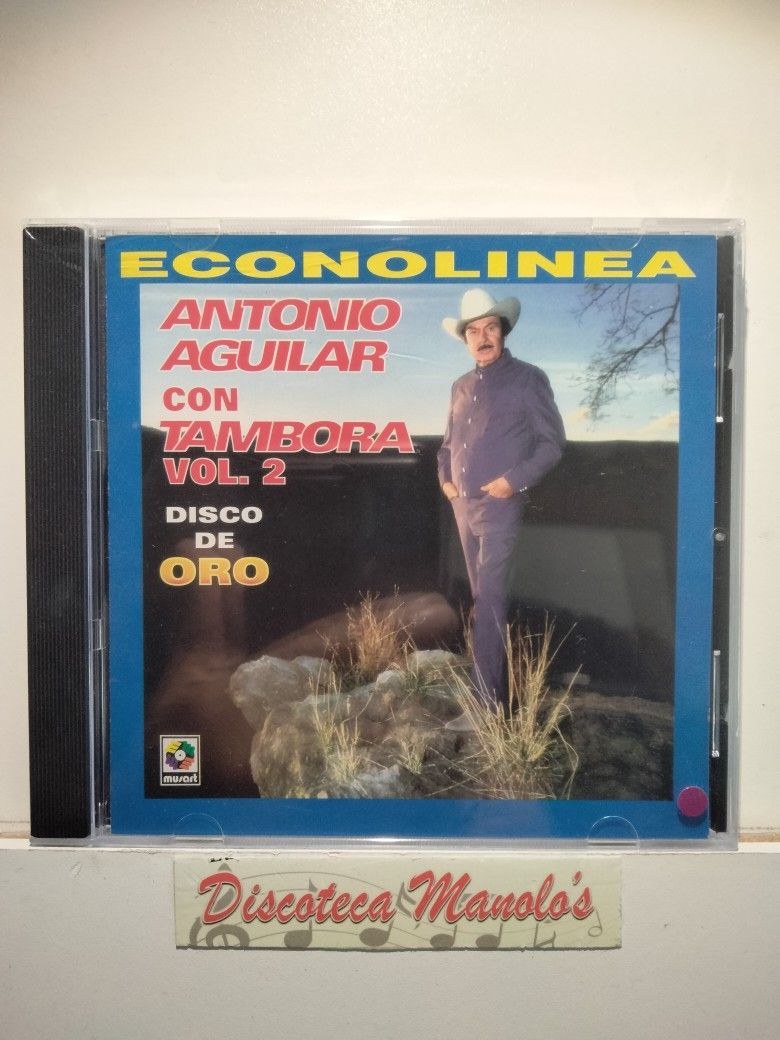 ECONOLINEA
ANTONIO
AGUILAR
CON
TAMBORA
VOL. 2
DISCO
DE
ORO
musart
Discoteca Manolo's